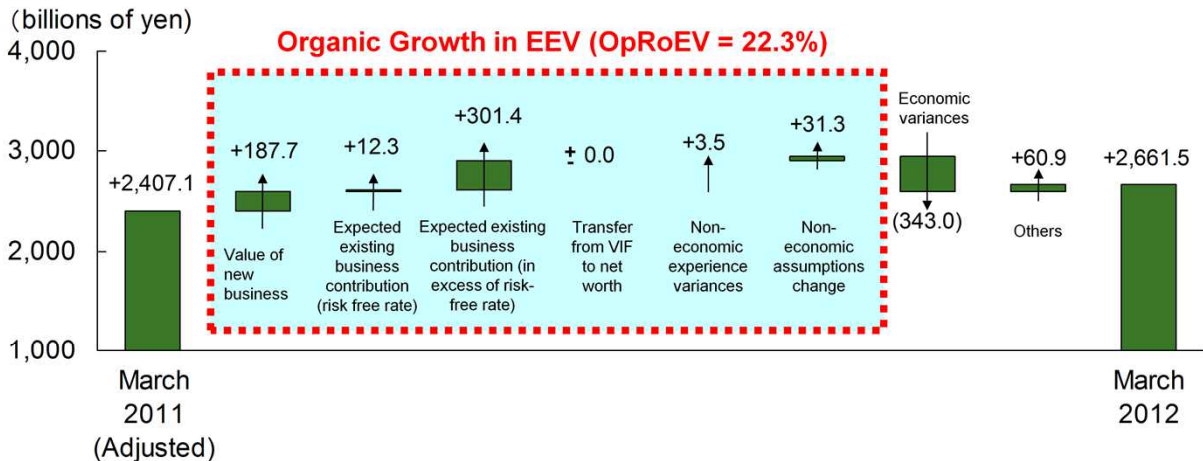 (billions of yen)
4,000
3,000
2,000
1,000
Organic Growth in EEV (OpRoEV = 22.3%)
+2,407.1
+187.7
Value of
new
business
+12.3
Expected
existing
business
contribution
(risk free rate)
+301.4
Expected existing
business
contribution (in
excess of risk-
free rate)
± 0.0
Transfer
from VIF
to net
worth
+3.5
Non-
economic
experience
variances
+31.3
Non-
economic
assumptions
change
Economic
variances
(343.0)
+60.9
Others
+2,661.5
March
2011
(Adjusted)
March
2012